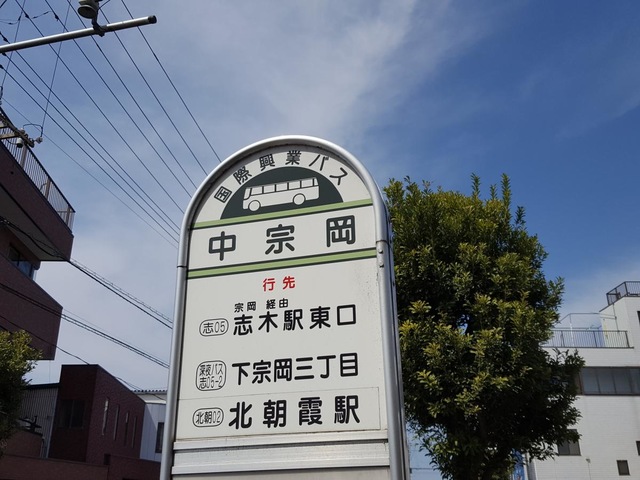 国際興業バス
中宗岡
行先
宗岡 経由
志05 志木駅東口
深夜バス
志05-2 下宗岡三丁目
北朝02 北朝霞駅